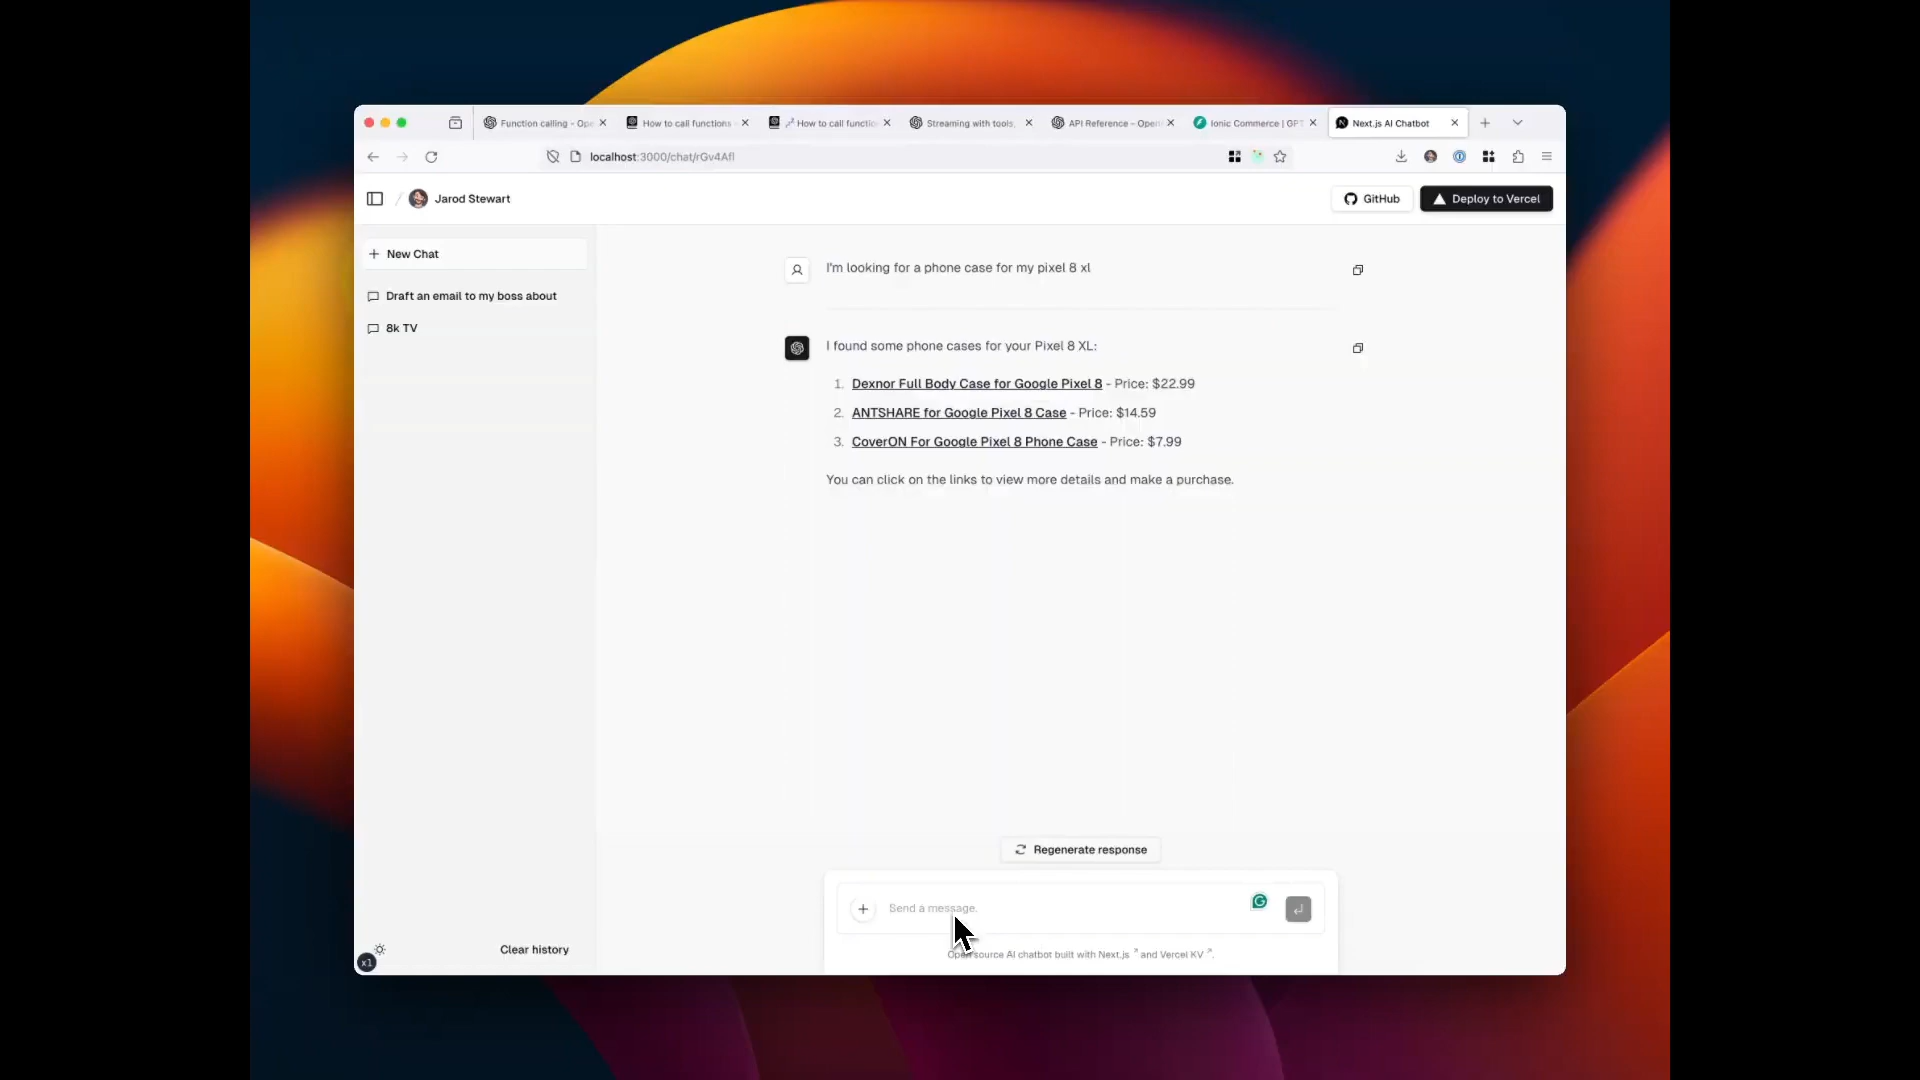 Function calling - Ope
How to call functions
How to call functio
Streaming with tools,
API Reference - Open
Ionic Commerce | GPT
Next.js AI Chatbot
localhost:3000/chat/rGv4Afl
Jarod Stewart
GitHub
Deploy to Vercel
New Chat
Draft an email to my boss about
8k TV
I'm looking for a phone case for my pixel 8 xl
I found some phone cases for your Pixel 8 XL:
1. Dexnor Full Body Case for Google Pixel 8 - Price: $22.99
2. ANTSHARE for Google Pixel 8 Case - Price: $14.59
3. CoverON For Google Pixel 8 Phone Case - Price: $7.99
You can click on the links to view more details and make a purchase.
Regenerate response
Send a message.
Open source AI chatbot built with Next.js and Vercel KV .
Clear history
x1